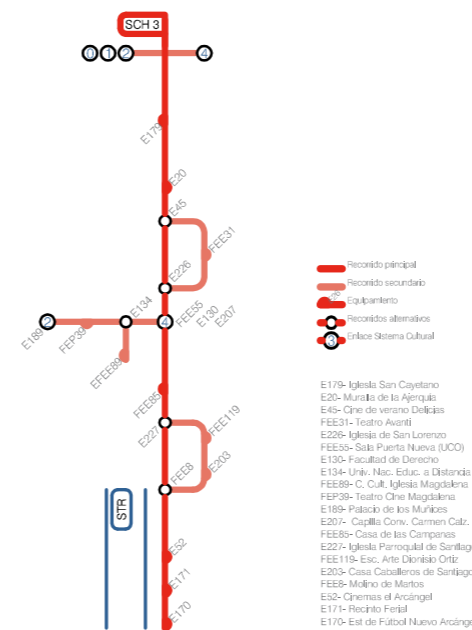 SCH 3
0 1 2 4
E179
E20
E45
FEE31
E226
E134
4
FEE55
E130
E207
2
E189
FEP39
EFEE89
FEE85
E227
FEE119
E203
FEE8
STR
E52
E171
E170
Recorrido principal
Recorrido secundario
Equipamiento
Recorridos alternativos
3 Enlace Sistema Cultural
E179- Iglesia San Cayetano
E20- Muralla de la Ajerquía
E45- Cine de verano Delicias
FEE31- Teatro Avanti
E226- Iglesia de San Lorenzo
FEE55- Sala Puerta Nueva (UCO)
E130- Facultad de Derecho
E134- Univ. Nac. Educ. a Distancia
FEE89- C. Cult. Iglesia Magdalena
FEP39- Teatro Cine Magdalena
E189- Palacio de los Muñices
E207- Capilla Conv. Carmen Calz.
FEE85- Casa de las Campanas
E227- Iglesia Parroquial de Santiago
FEE119- Esc. Arte Dionisio Ortiz
E203- Casa Caballeros de Santiago
FEE8- Molino de Martos
E52- Cinemas el Arcángel
E171- Recinto Ferial
E170- Est de Fútbol Nuevo Arcángel